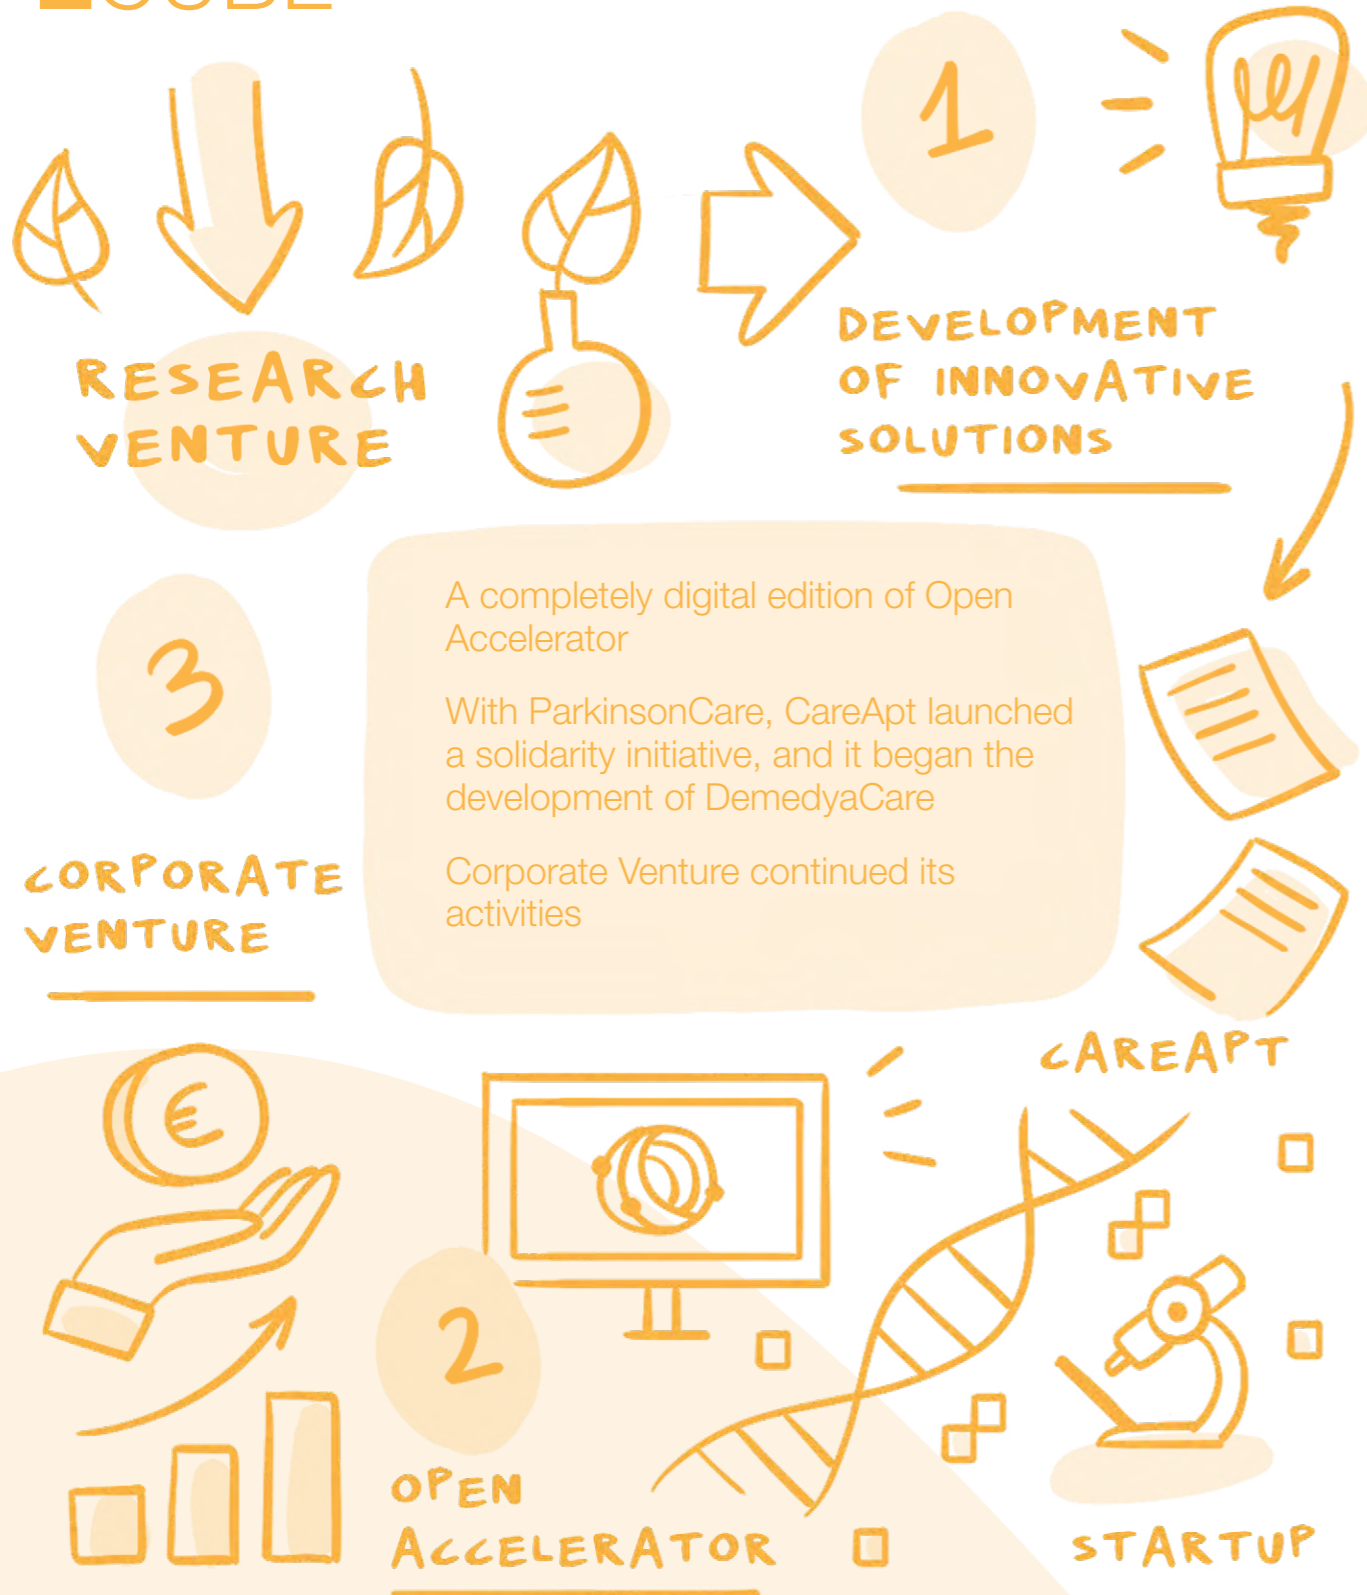 1
RESEARCH
VENTURE
DEVELOPMENT
OF INNOVATIVE
SOLUTIONS
A completely digital edition of Open
Accelerator
With ParkinsonCare, CareApt launched
a solidarity initiative, and it began the
development of DemedyaCare
Corporate Venture continued its
activities
3
CORPORATE
VENTURE
CAREAPT
€
2
OPEN
ACCELERATOR
STARTUP